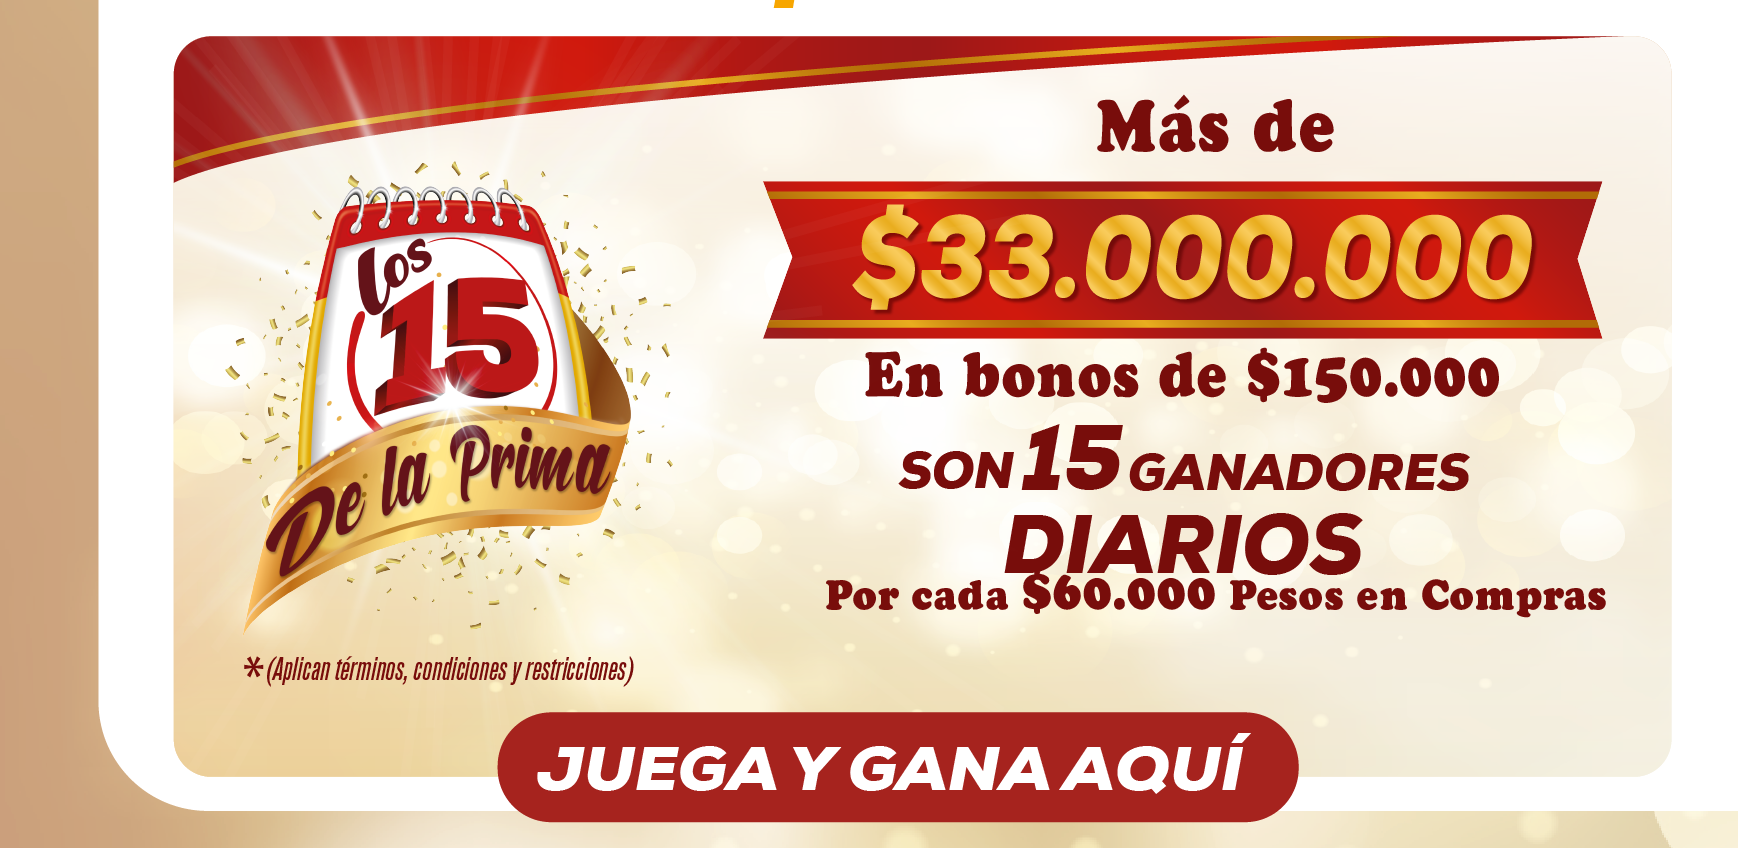 Los
15
De la Prima
*(Aplican términos, condiciones y restricciones)
Más de
$33.000.000
En bonos de $150.000
SON 15 GANADORES
DIARIOS
Por cada $60.000 Pesos en Compras
JUEGA Y GANA AQUÍ